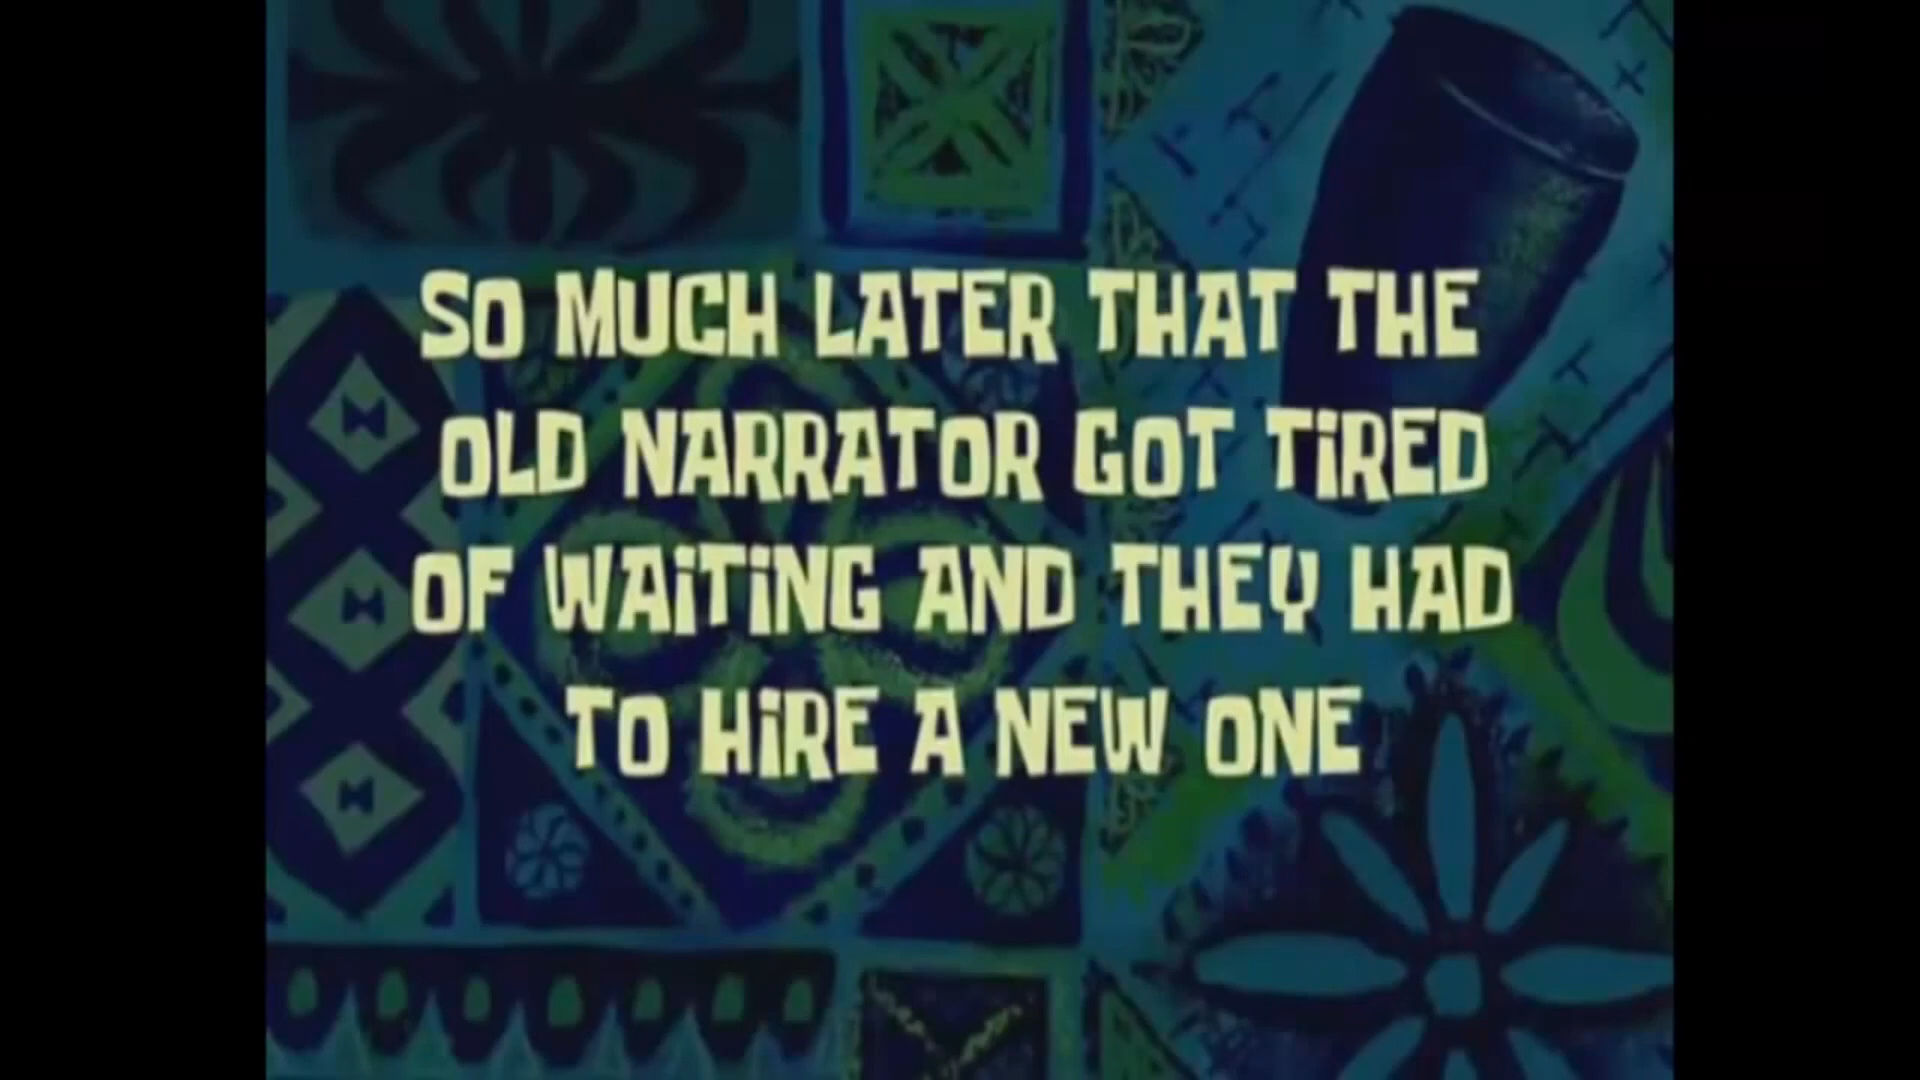 SO MUCH LATER THAT THE
OLD NARRATOR GOT TiRED
OF WAiTiNG AND THEY HAD
TO HiRE A NEW ONE